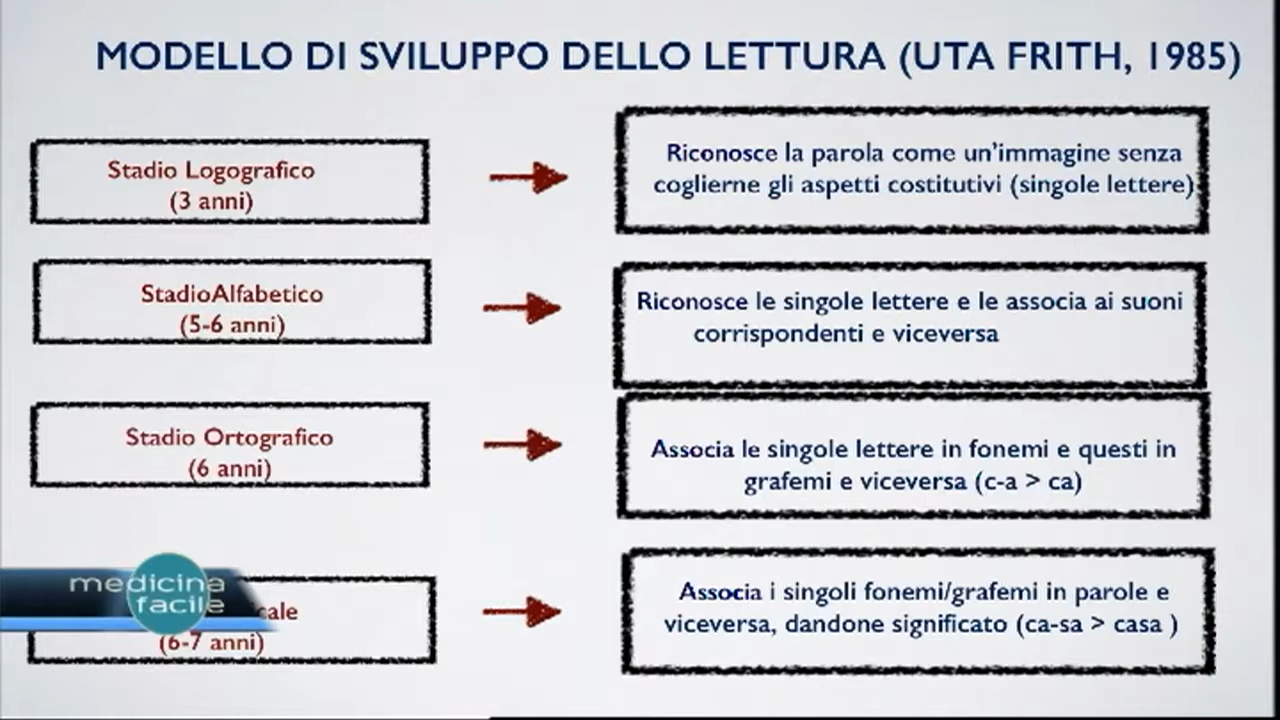 MODELLO DI SVILUPPO DELLO LETTURA (UTA FRITH, 1985)
Stadio Logografico
(3 anni)
Riconosce la parola come un'immagine senza
coglierne gli aspetti costitutivi (singole lettere)
StadioAlfabetico
(5-6 anni)
Riconosce le singole lettere e le associa ai suoni
corrispondenti e viceversa
Stadio Ortografico
(6 anni)
Associa le singole lettere in fonemi e questi in
grafemi e viceversa (c-a > ca)
medicina
facile
(6-7 anni)
Associa i singoli fonemi/grafemi in parole e
viceversa, dandone significato (ca-sa > casa )